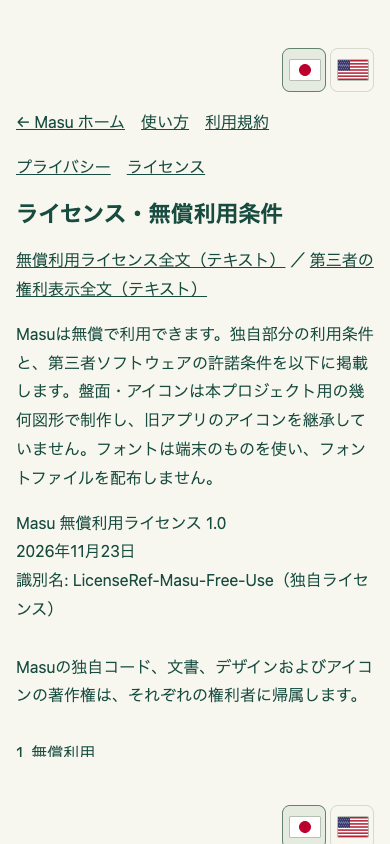 ← Masu ホーム 使い方 利用規約
プライバシー ライセンス
ライセンス・無償利用条件
無償利用ライセンス全文（テキスト） ／ 第三者の
権利表示全文（テキスト）
Masuは無償で利用できます。独自部分の利用条件
と、第三者ソフトウェアの許諾条件を以下に掲載
します。盤面・アイコンは本プロジェクト用の幾
何図形で制作し、旧アプリのアイコンを継承して
いません。フォントは端末のものを使い、フォン
トファイルを配布しません。
Masu 無償利用ライセンス 1.0
2026年11月23日
識別名: LicenseRef-Masu-Free-Use（独自ライセ
ンス）
Masuの独自コード、文書、デザインおよびアイコ
ンの著作権は、それぞれの権利者に帰属します。
1. 無償利用